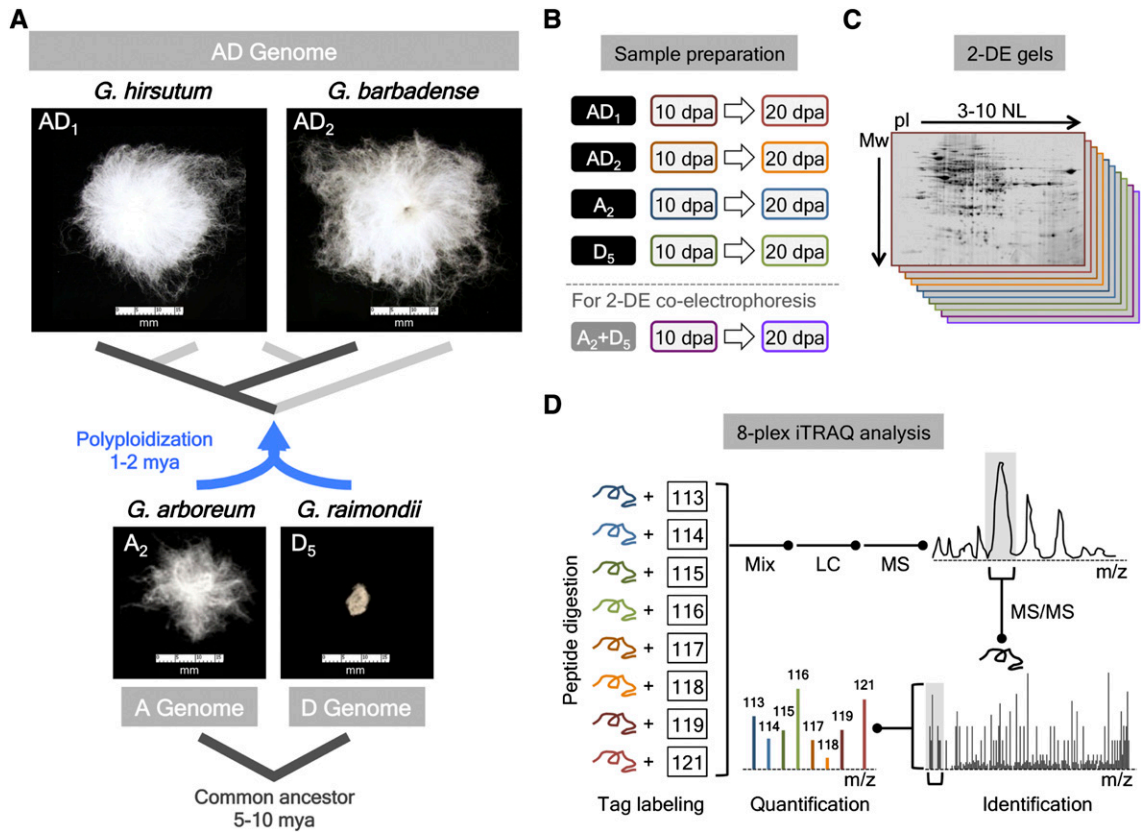 A
AD Genome
G. hirsutum
G. barbadense
AD1
AD2
mm
mm
Polyploidization
1-2 mya
G. arboreum
G. raimondii
A2
D5
mm
mm
A Genome
D Genome
Common ancestor
5-10 mya
B
Sample preparation
AD1 10 dpa 20 dpa
AD2 10 dpa 20 dpa
A2 10 dpa 20 dpa
D5 10 dpa 20 dpa
For 2-DE co-electrophoresis
A2+D5 10 dpa 20 dpa
C
2-DE gels
pI 3-10 NL
Mw
D
8-plex iTRAQ analysis
Peptide digestion
+ 113
+ 114
+ 115
+ 116
+ 117
+ 118
+ 119
+ 121
Tag labeling
Mix LC MS
m/z
MS/MS
113
114
115
116
117
118
119
121
m/z
Quantification
m/z
Identification